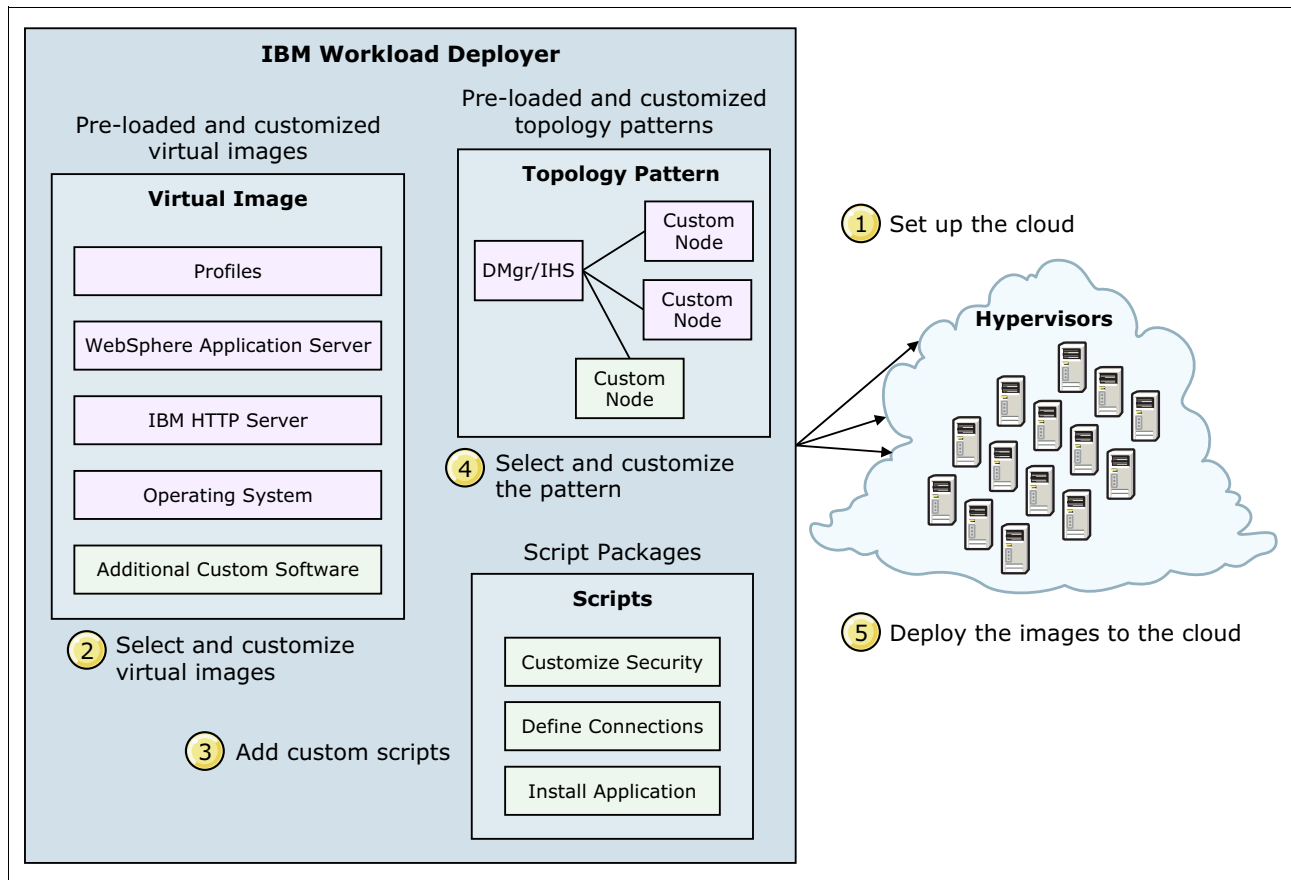 IBM Workload Deployer
Pre-loaded and customized
virtual images
Virtual Image
Profiles
WebSphere Application Server
IBM HTTP Server
Operating System
Additional Custom Software
2 Select and customize
virtual images
Pre-loaded and customized
topology patterns
Topology Pattern
DMgr/IHS
Custom
Node
Custom
Node
Custom
Node
4 Select and customize
the pattern
Script Packages
Scripts
Customize Security
Define Connections
Install Application
3 Add custom scripts
1 Set up the cloud
Hypervisors
5 Deploy the images to the cloud